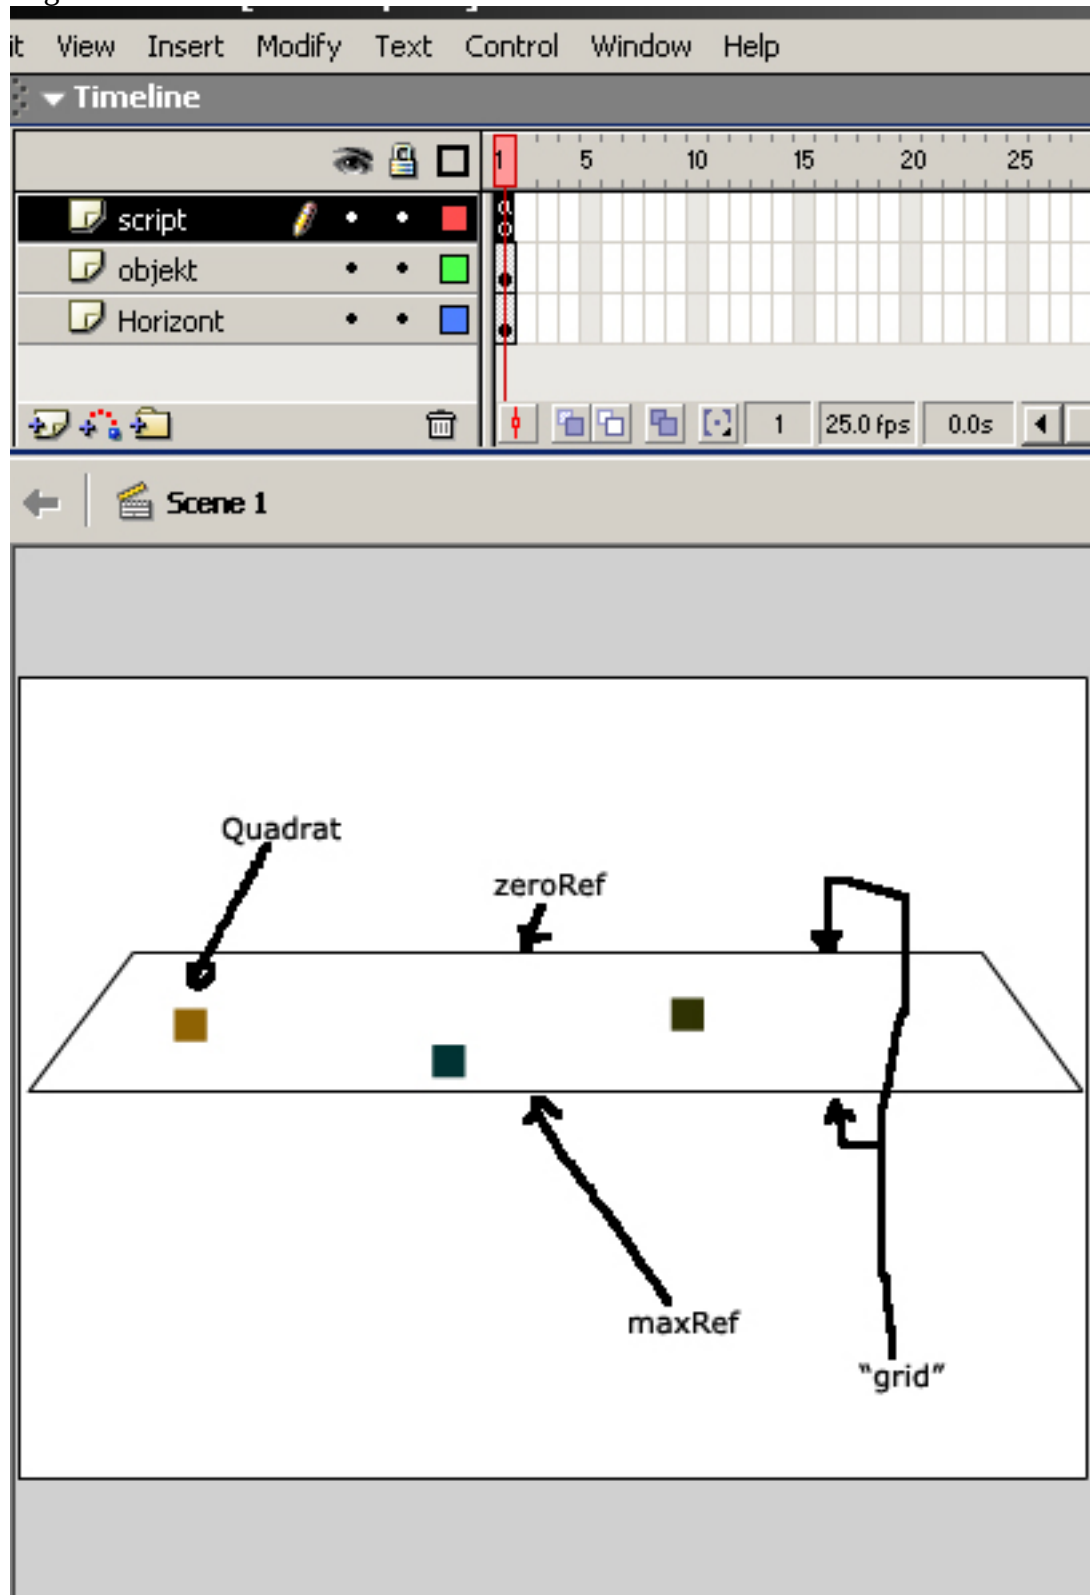 it View Insert Modify Text Control Window Help
Timeline
1 5 10 15 20 25
script
objekt
Horizont
1 25.0 fps 0.0s
Scene 1
Quadrat
zeroRef
maxRef
“grid”